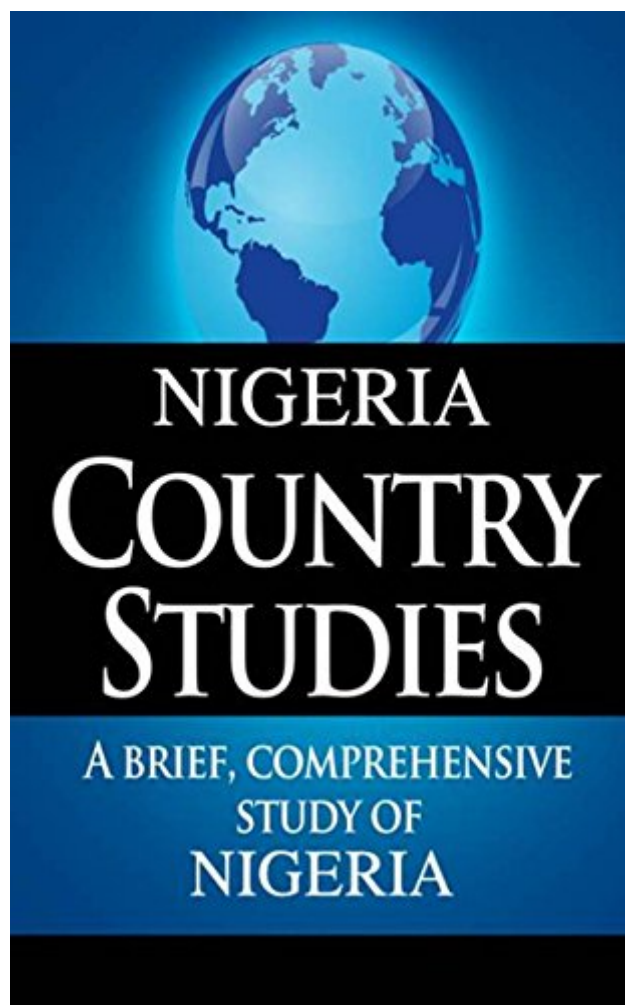 NIGERIA
COUNTRY
STUDIES
A BRIEF, COMPREHENSIVE
STUDY OF
NIGERIA